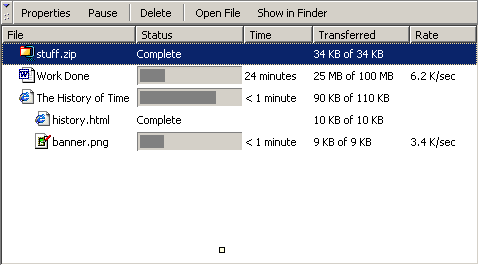 Properties Pause Delete Open File Show in Finder
File Status Time Transferred Rate
stuff.zip Complete 34 KB of 34 KB
Work Done 24 minutes 25 MB of 100 MB 6.2 K/sec
The History of Time < 1 minute 90 KB of 110 KB
history.html Complete 10 KB of 10 KB
banner.png < 1 minute 9 KB of 9 KB 3.4 K/sec